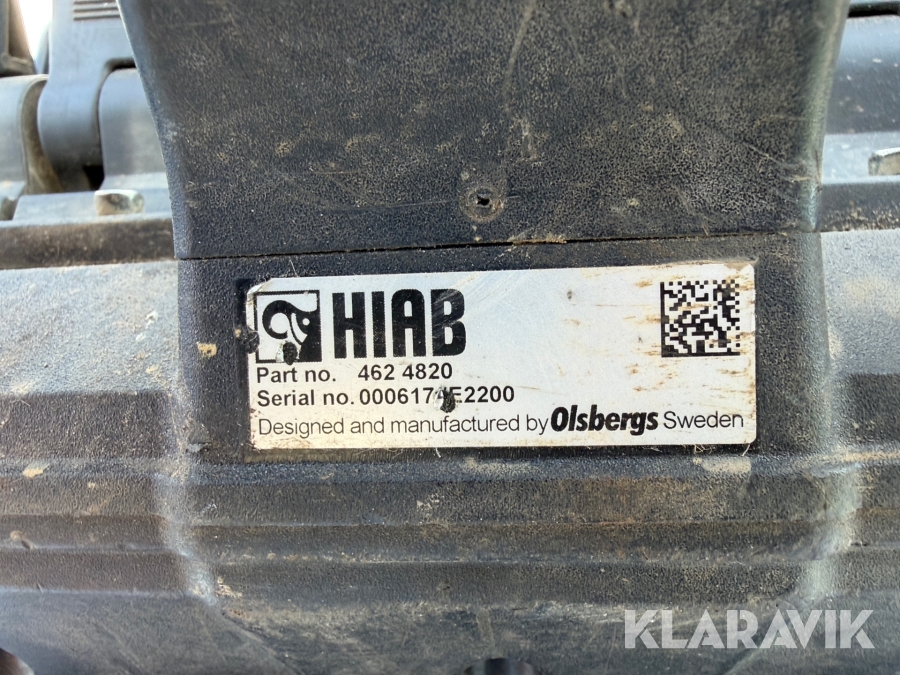 HIAB
Part no. 462 4820
Serial no.
Designed and manufactured by Olsbergs Sweden
KLARAVIK